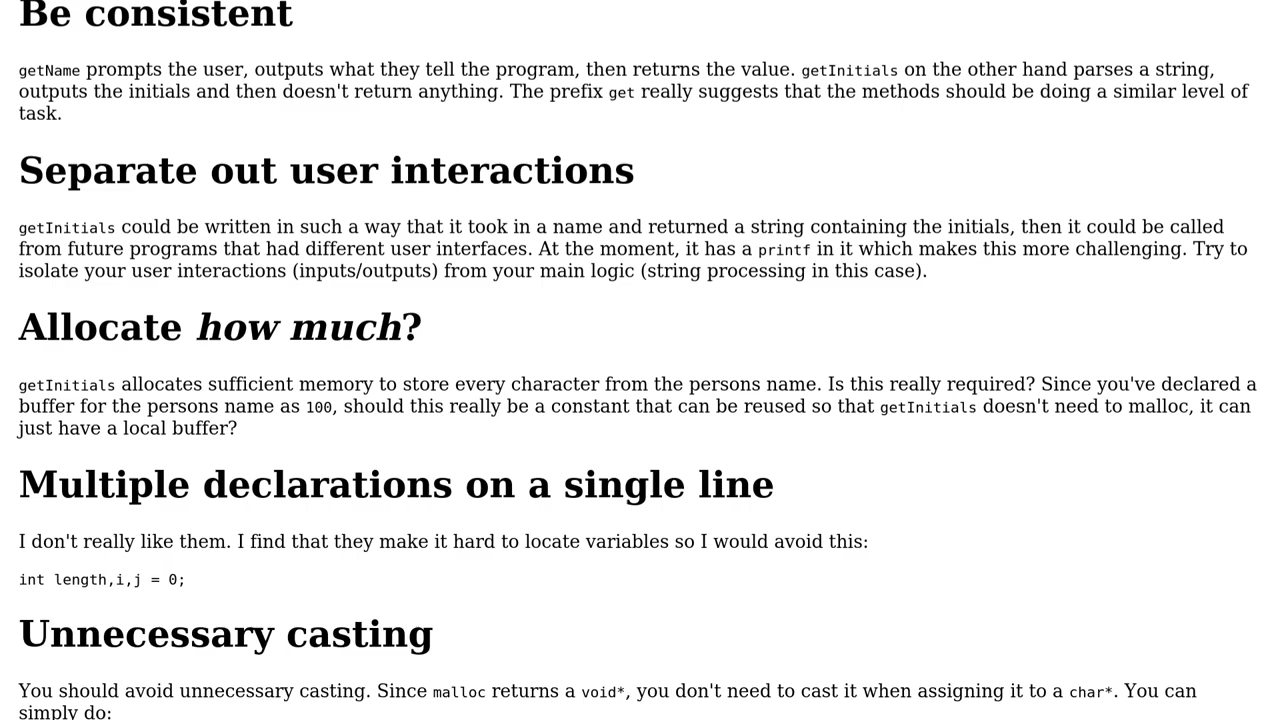 Be consistent
getName prompts the user, outputs what they tell the program, then returns the value. getInitials on the other hand parses a string,
outputs the initials and then doesn't return anything. The prefix get really suggests that the methods should be doing a similar level of
task.
Separate out user interactions
getInitials could be written in such a way that it took in a name and returned a string containing the initials, then it could be called
from future programs that had different user interfaces. At the moment, it has a printf in it which makes this more challenging. Try to
isolate your user interactions (inputs/outputs) from your main logic (string processing in this case).
Allocate how much?
getInitials allocates sufficient memory to store every character from the persons name. Is this really required? Since you've declared a
buffer for the persons name as 100, should this really be a constant that can be reused so that getInitials doesn't need to malloc, it can
just have a local buffer?
Multiple declarations on a single line
I don't really like them. I find that they make it hard to locate variables so I would avoid this:
int length,i,j = 0;
Unnecessary casting
You should avoid unnecessary casting. Since malloc returns a void*, you don't need to cast it when assigning it to a char*. You can
simply do: